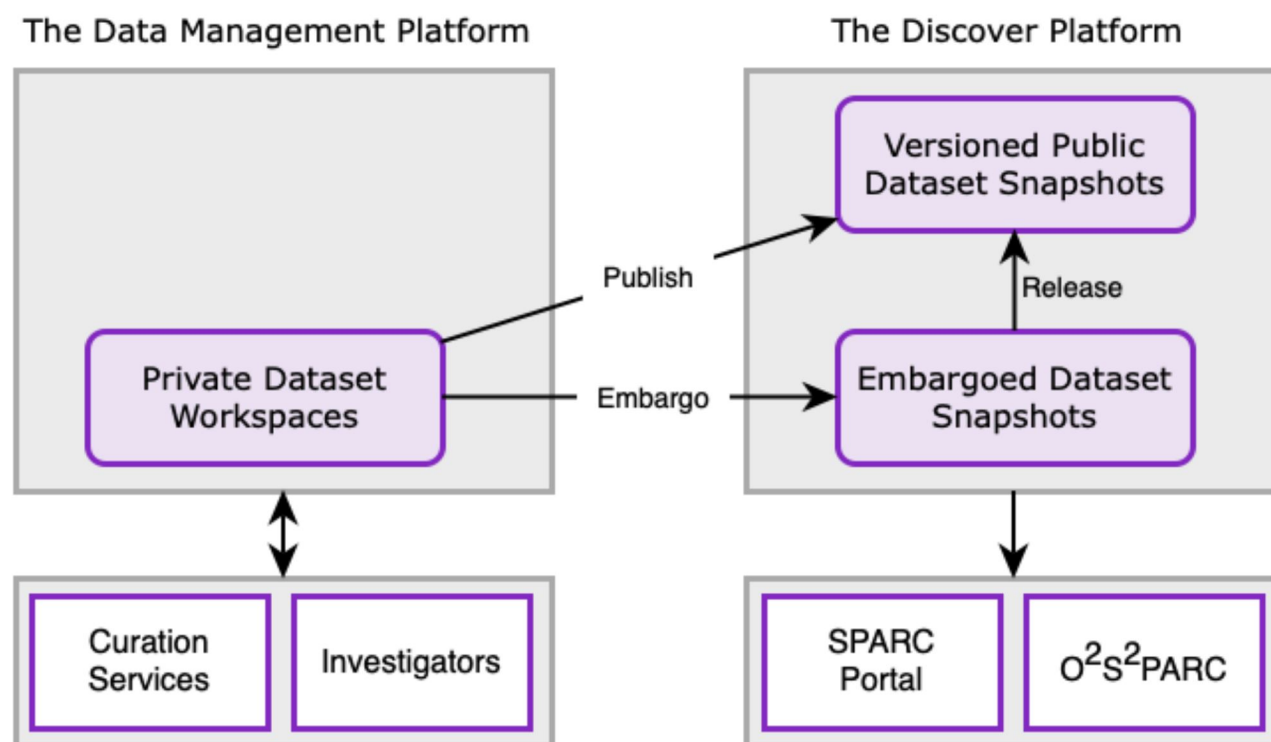 The Data Management Platform
The Discover Platform
Versioned Public
Dataset Snapshots
Publish
Release
Private Dataset
Workspaces
Embargo
Embargoed Dataset
Snapshots
Curation
Services
Investigators
SPARC
Portal
O²S²PARC